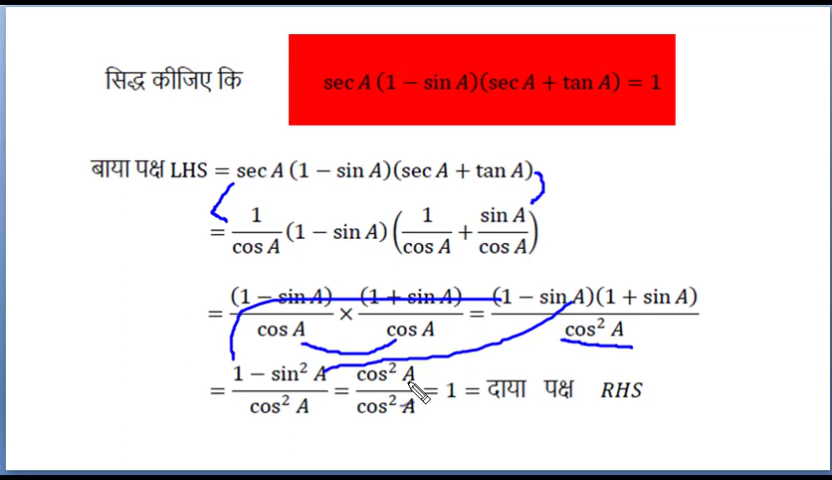 सिद्ध कीजिए कि sec A (1 − sin A)(sec A + tan A) = 1
बाया पक्ष LHS = sec A (1 − sin A)(sec A + tan A)
= 1/cos A (1 − sin A) (1/cos A + sin A/cos A)
= (1 − sin A)/cos A × (1 + sin A)/cos A = (1 − sin A)(1 + sin A)/cos² A
= 1 − sin² A/cos² A = cos² A/cos² A = 1 = दाया पक्ष RHS